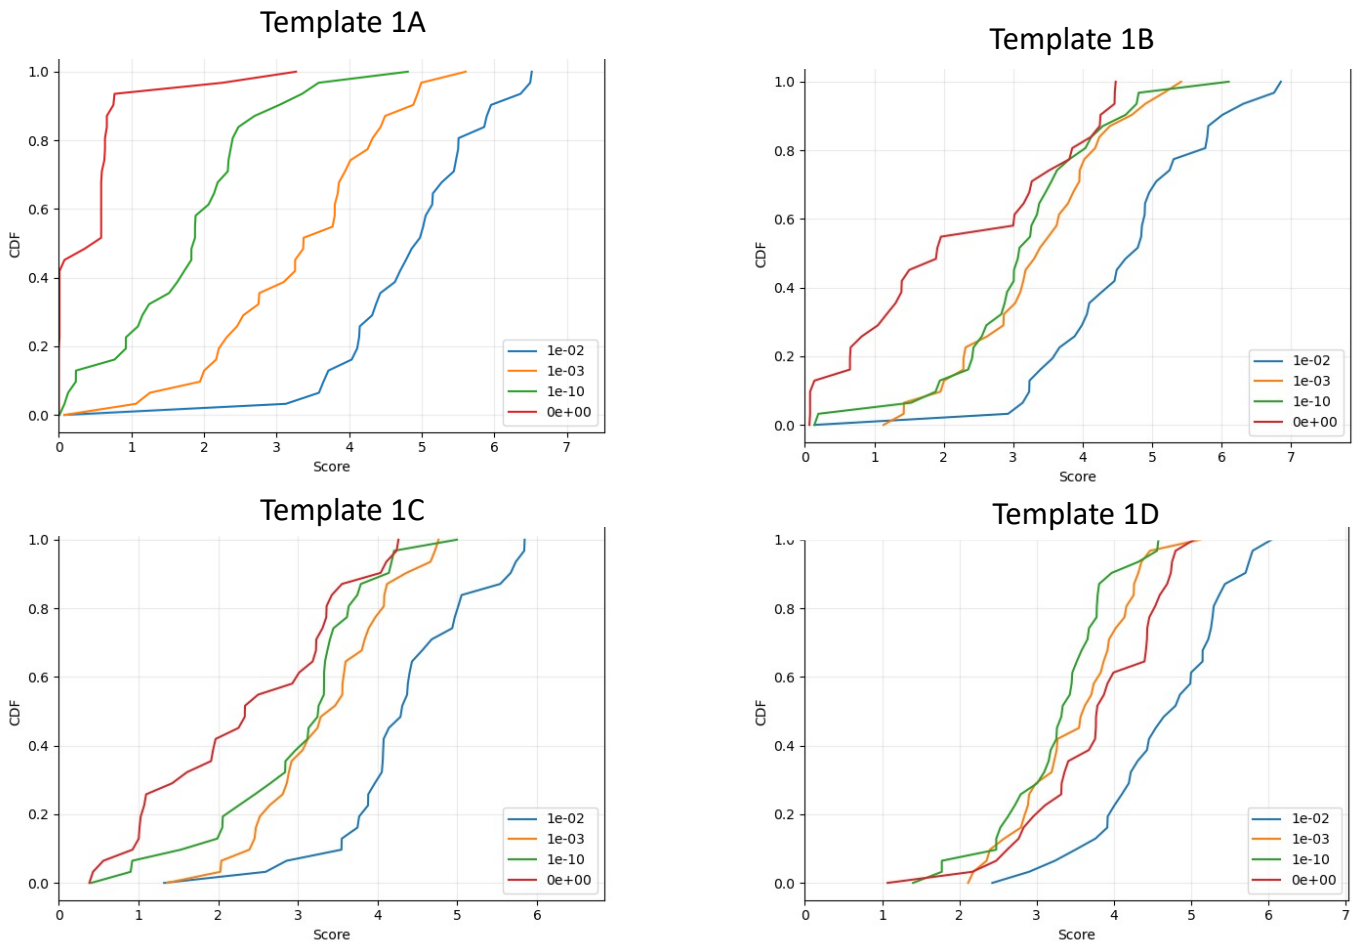 Template 1A
1.0
0.8
0.6
0.4
0.2
0.0
CDF
0 1 2 3 4 5 6 7
Score
1e-02
1e-03
1e-10
0e+00
Template 1B
1.0
0.8
0.6
0.4
0.2
0.0
CDF
0 1 2 3 4 5 6 7
Score
1e-02
1e-03
1e-10
0e+00
Template 1C
1.0
0.8
0.6
0.4
0.2
0.0
CDF
0 1 2 3 4 5 6
Score
1e-02
1e-03
1e-10
0e+00
Template 1D
1.0
0.8
0.6
0.4
0.2
0.0
CDF
0 1 2 3 4 5 6 7
Score
1e-02
1e-03
1e-10
0e+00